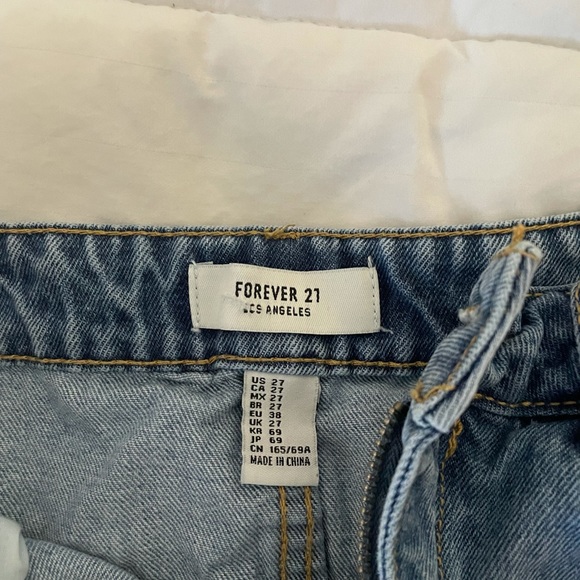 FOREVER 21
LOS ANGELES
US 27
CA 27
MX 27
BR 27
EU 38
UK 27
KR 69
JP 69
CN 165/69A
MADE IN CHINA